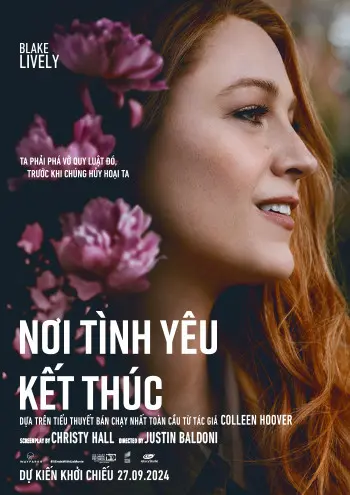 BLAKE
LIVELY
TA PHẢI PHÁ VỠ QUY LUẬT ĐÓ,
TRƯỚC KHI CHÚNG HỦY HOẠI TA
NƠI TÌNH YÊU
KẾT THÚC
DỰA TRÊN TIỂU THUYẾT BÁN CHẠY NHẤT TOÀN CẦU TỪ TÁC GIẢ COLLEEN HOOVER
SCREENPLAY BY CHRISTY HALL DIRECTED BY JUSTIN BALDONI
DỰ KIẾN KHỞI CHIẾU 27.09.2024